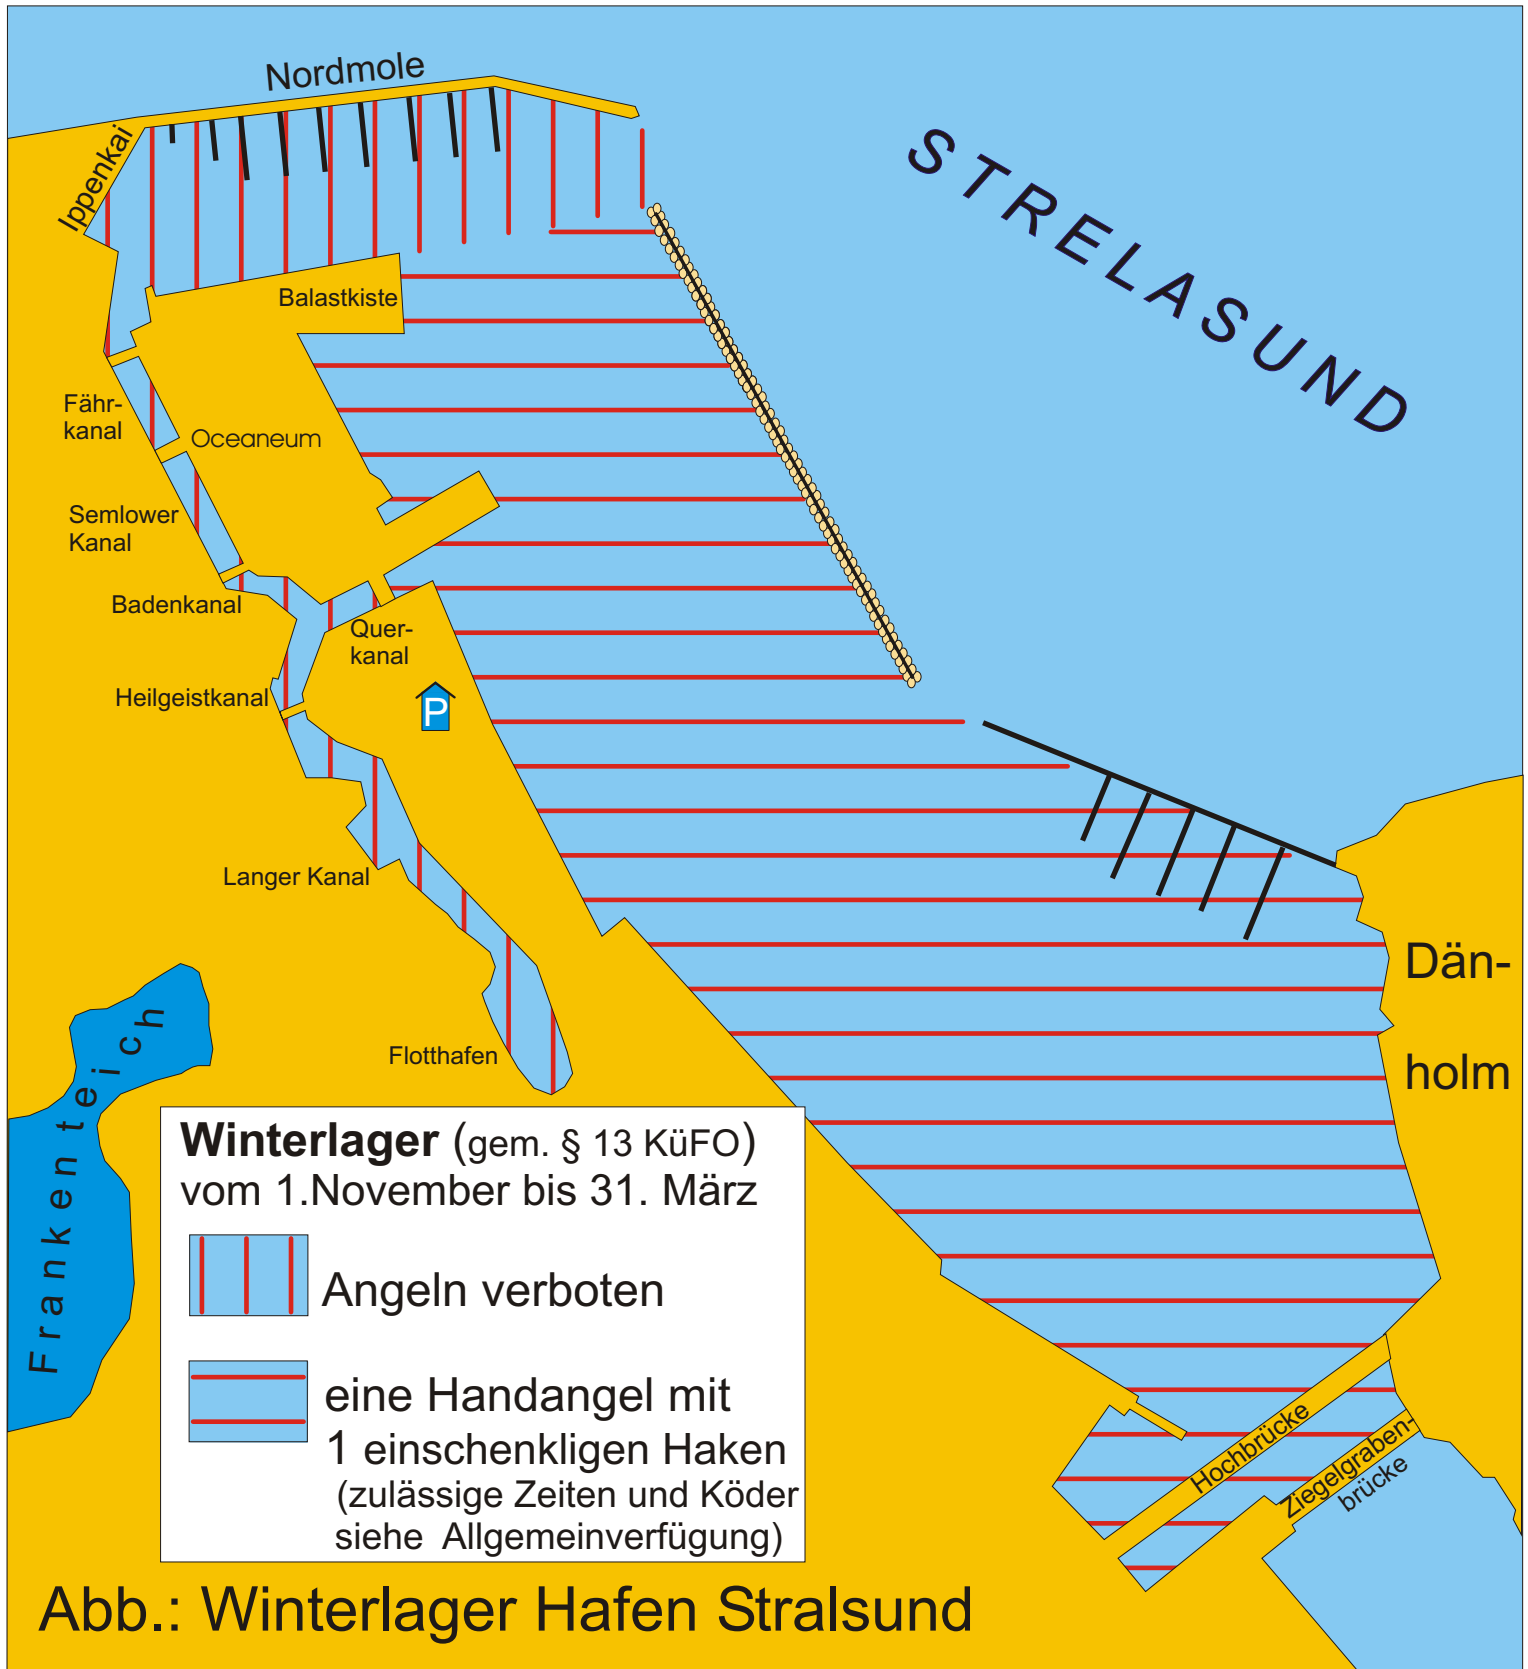 Nordmole
Ippenkai
STRELASUND
Balastkiste
Fähr-
kanal
Oceaneum
Semlower
Kanal
Badenkanal
Quer-
kanal
Heilgeistkanal
P
Langer Kanal
Dän-
holm
Flotthafen
Frankenteich
Winterlager (gem. § 13 KüFO)
vom 1.November bis 31. März
Angeln verboten
eine Handangel mit
1 einschenkligen Haken
(zulässige Zeiten und Köder
siehe Allgemeinverfügung)
Hochbrücke
Ziegelgraben-
brücke
Abb.: Winterlager Hafen Stralsund